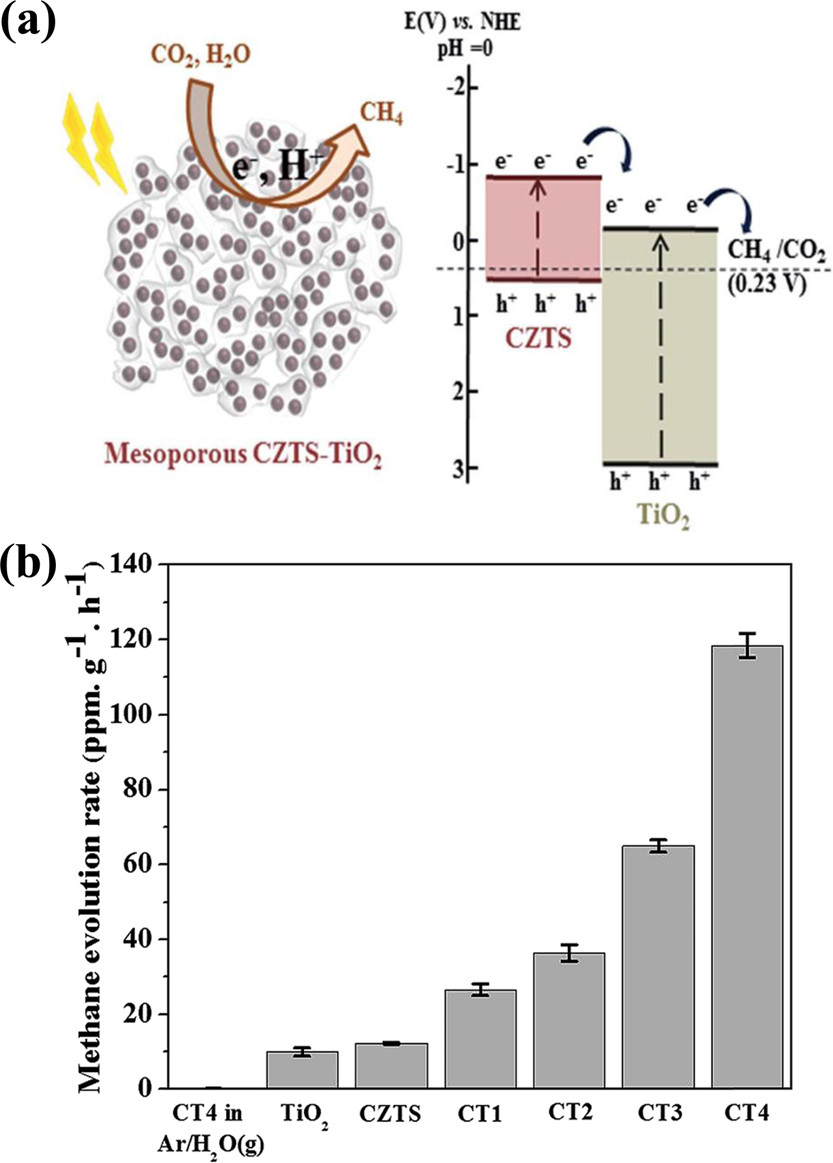 (a)
CO₂, H₂O
CH₄
e⁻, H⁺
Mesoporous CZTS-TiO₂
E(V) vs. NHE
pH =0
-2
-1
0
1
2
3
e⁻ e⁻ e⁻
e⁻ e⁻ e⁻
CH₄ /CO₂
(0.23 V)
h⁺ h⁺ h⁺
CZTS
h⁺ h⁺ h⁺
TiO₂
(b)
Methane evolution rate (ppm. g⁻¹ . h⁻¹)
140
120
100
80
60
40
20
0
CT4 in
Ar/H₂O(g)
TiO₂
CZTS
CT1
CT2
CT3
CT4